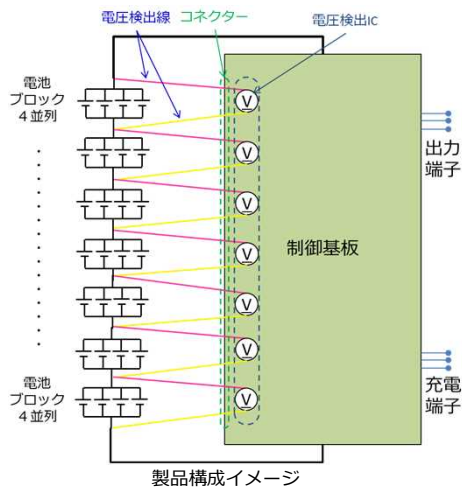 電圧検出線
コネクター
電圧検出IC
電池
ブロック
4並列
V
V
V
V
V
V
V
出力
端子
制御基板
充電
端子
電池
ブロック
4並列
製品構成イメージ